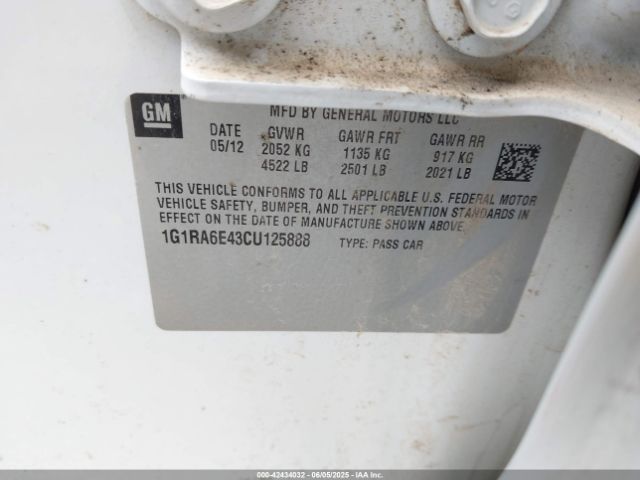 GM
MFD BY GENERAL MOTORS LLC
DATE GVWR GAWR FRT GAWR RR
05/12 2052 KG 1135 KG 917 KG
4522 LB 2501 LB 2021 LB
THIS VEHICLE CONFORMS TO ALL APPLICABLE U.S. FEDERAL MOTOR
VEHICLE SAFETY, BUMPER, AND THEFT PREVENTION STANDARDS IN
EFFECT ON THE DATE OF MANUFACTURE SHOWN ABOVE.
1G1RA6E43CU125888 TYPE: PASS CAR
000-42434032 - 06/05/2025 - IAA Inc.